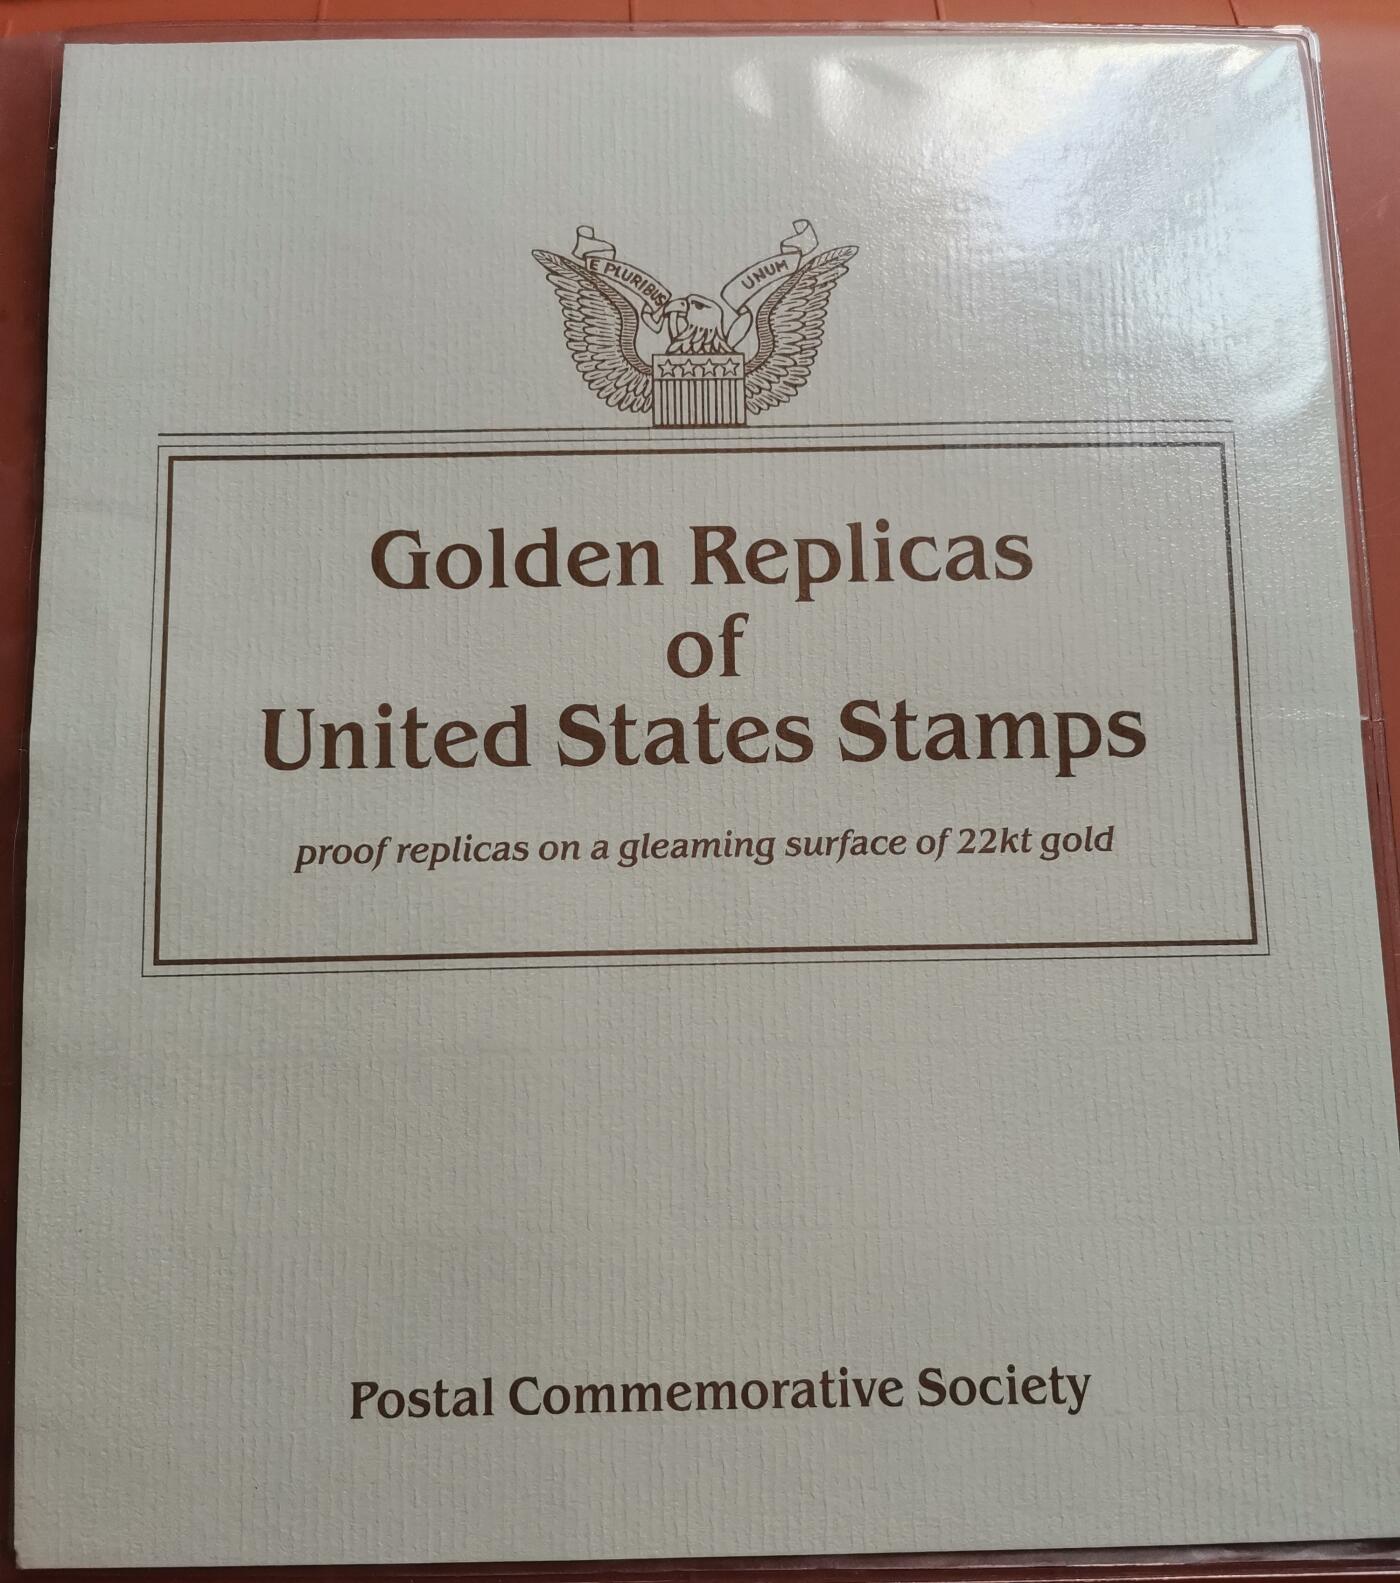 E PLURIBUS UNUM
Golden Replicas
of
United States Stamps
proof replicas on a gleaming surface of 22kt gold
Postal Commemorative Society